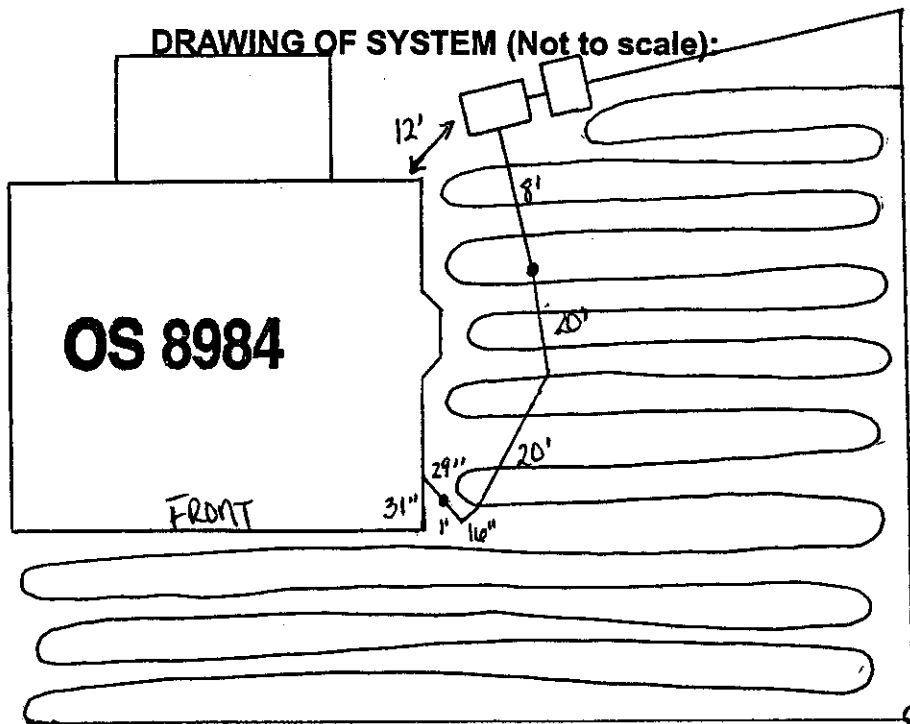 DRAWING OF SYSTEM (Not to scale):
12'
8'
20'
OS 8984
20'
29"
31"
FRONT
1'
16"